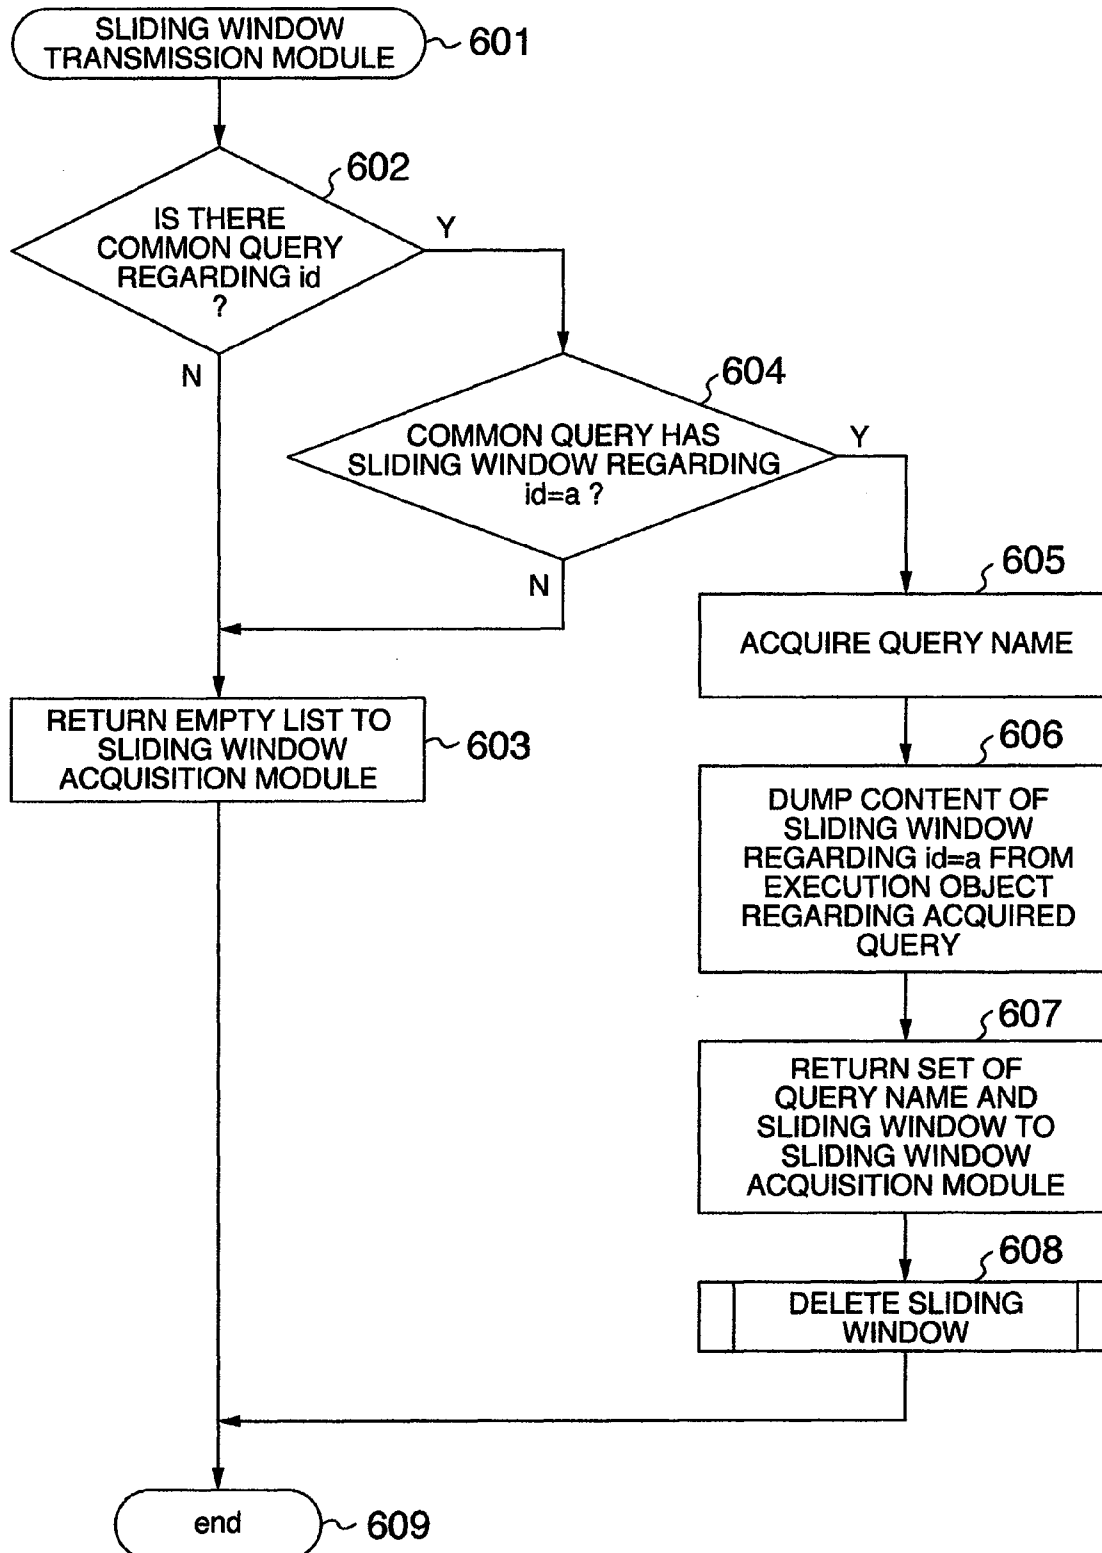 SLIDING WINDOW
TRANSMISSION MODULE
601
602
IS THERE
COMMON QUERY
REGARDING id
?
Y
N
604
COMMON QUERY HAS
SLIDING WINDOW REGARDING
id=a ?
Y
N
605
ACQUIRE QUERY NAME
RETURN EMPTY LIST TO
SLIDING WINDOW
ACQUISITION MODULE
603
606
DUMP CONTENT OF
SLIDING WINDOW
REGARDING id=a FROM
EXECUTION OBJECT
REGARDING ACQUIRED
QUERY
607
RETURN SET OF
QUERY NAME AND
SLIDING WINDOW TO
SLIDING WINDOW
ACQUISITION MODULE
608
DELETE SLIDING
WINDOW
end
609